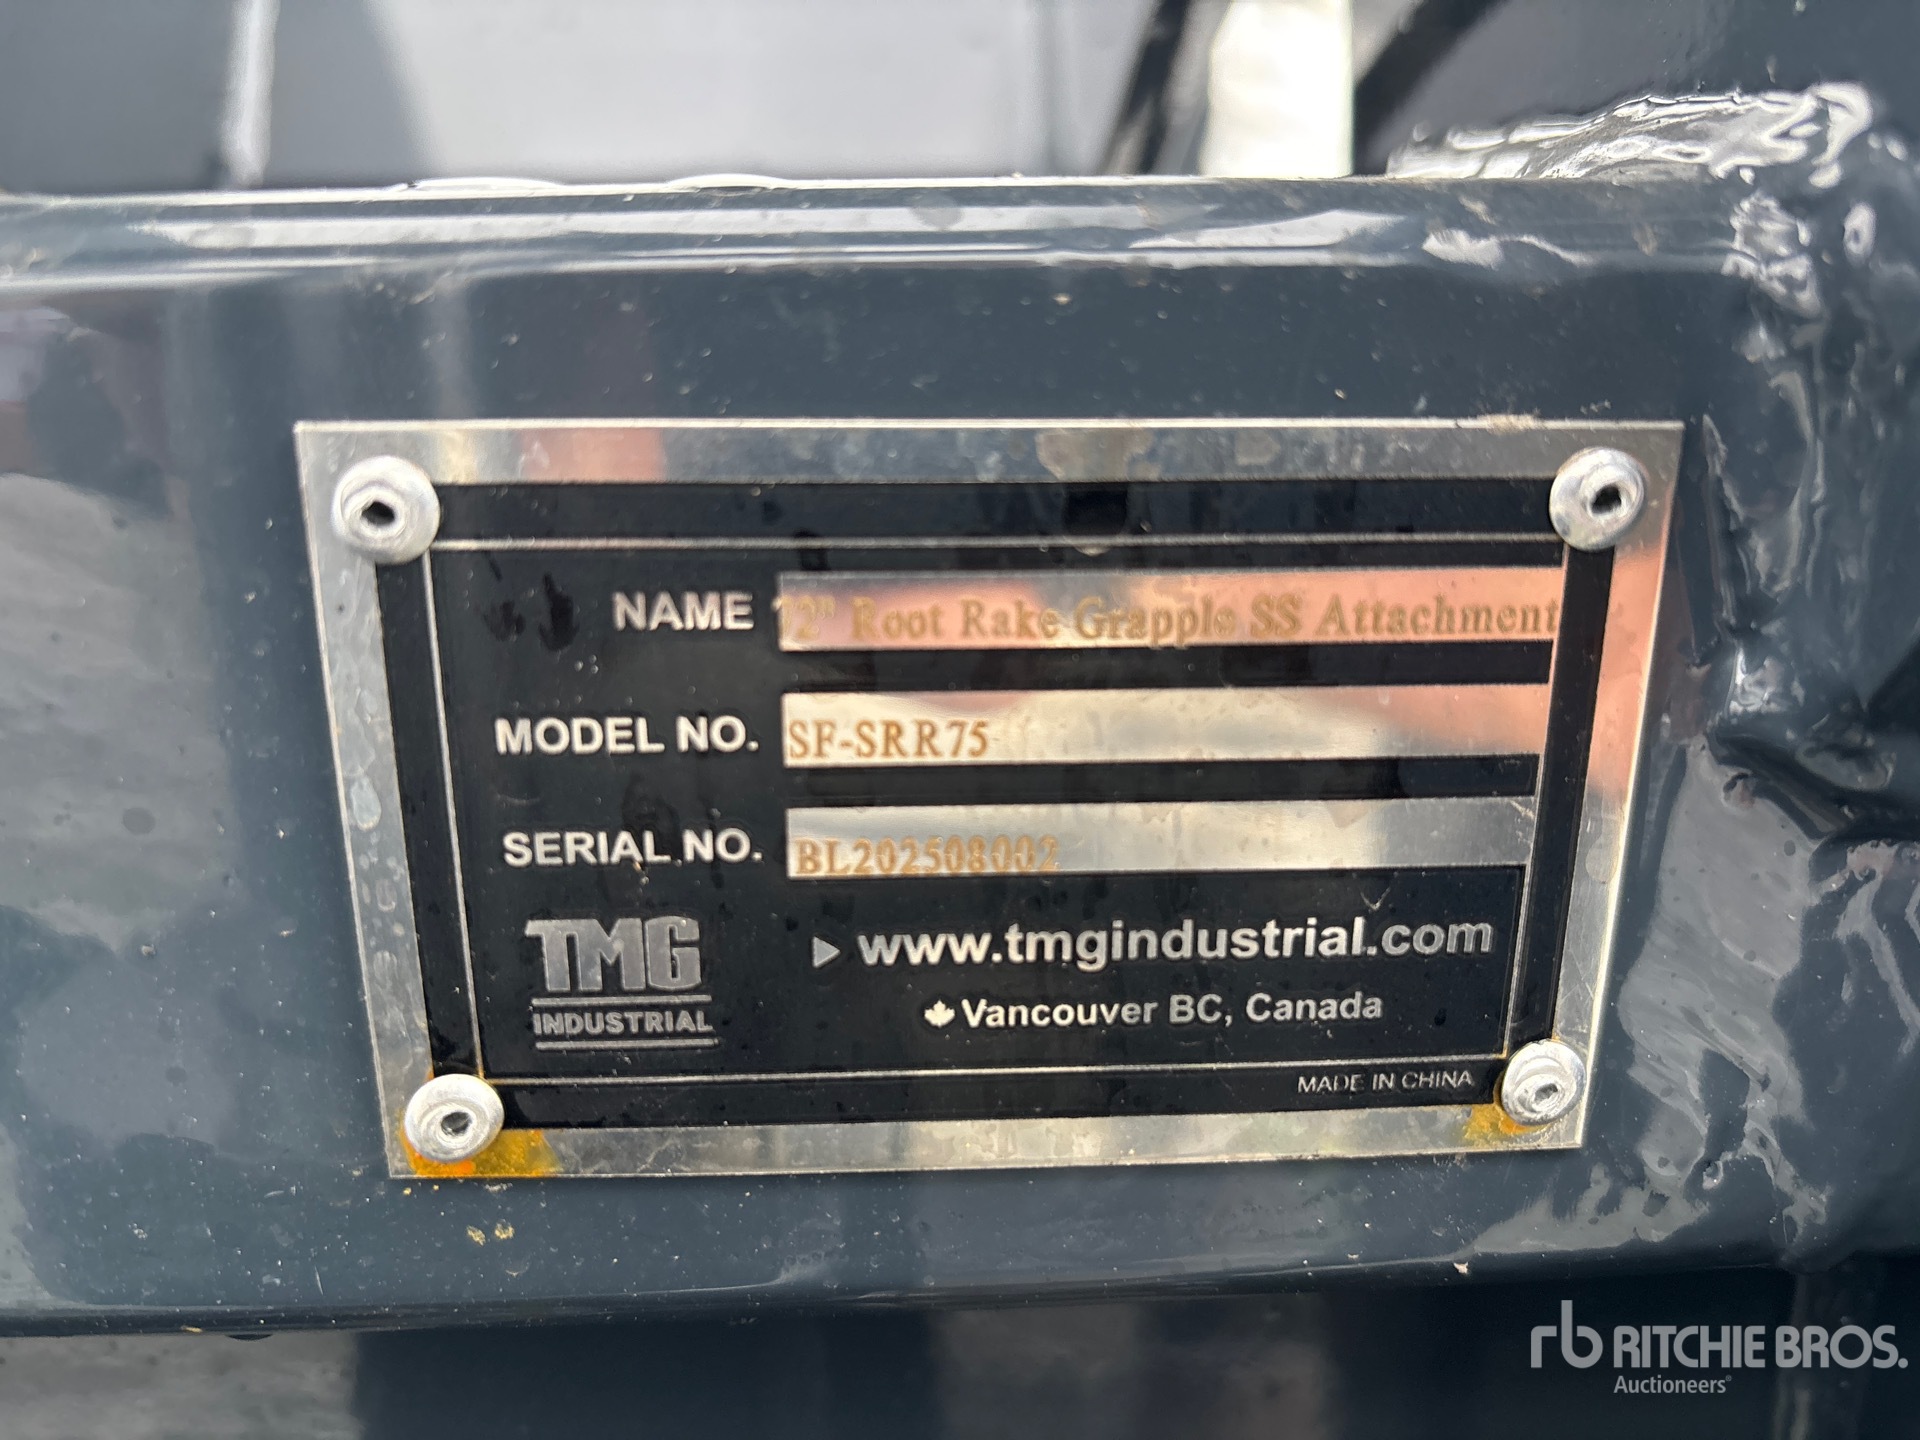 NAME 72" Root Rake Grapple SS Attachment
MODEL NO. SF-SRR75
SERIAL NO. BL202508002
TMG
INDUSTRIAL
www.tmgindustrial.com
Vancouver BC, Canada
MADE IN CHINA
rb RITCHIE BROS.
Auctioneers®